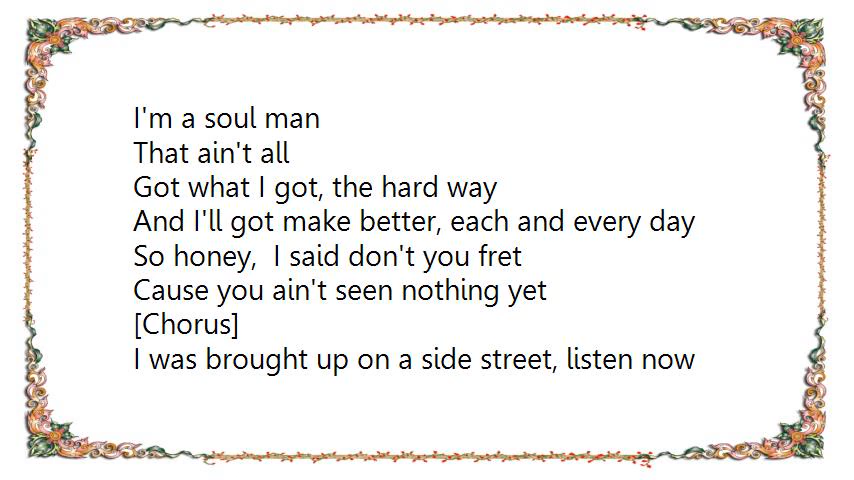 I'm a soul man
That ain't all
Got what I got, the hard way
And I'll got make better, each and every day
So honey,  I said don't you fret
Cause you ain't seen nothing yet
[Chorus]
I was brought up on a side street, listen now